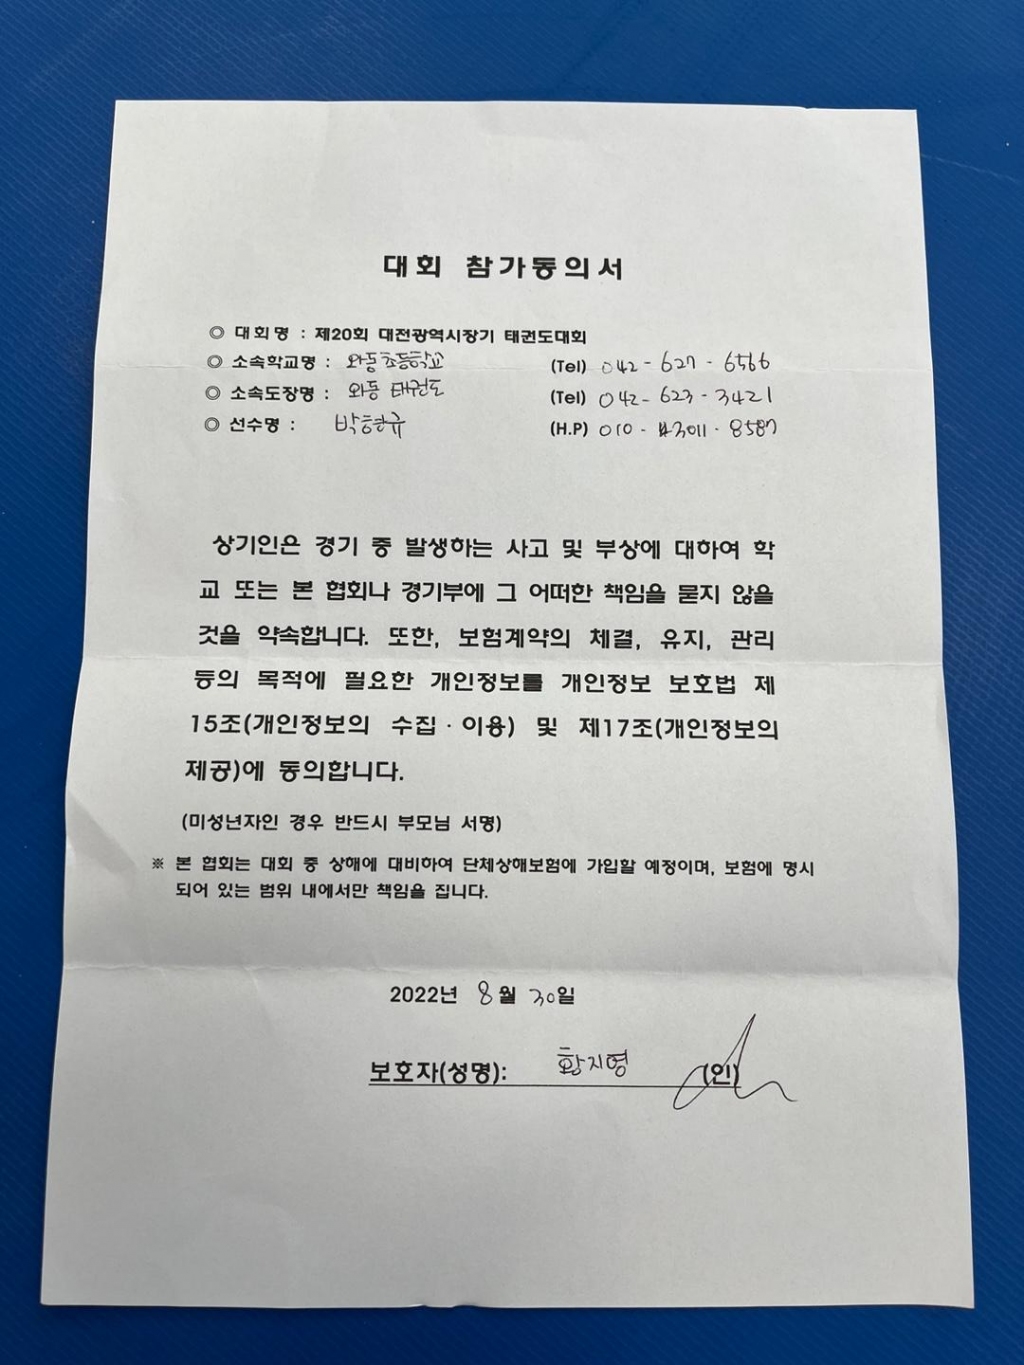 대회 참가동의서
◎ 대회명 : 제20회 대전광역시장기 태권도대회
◎ 소속학교명 : 와동초등학교 (Tel) 042 - 627 - 6566
◎ 소속도장명 : 와동 태권도 (Tel) 042 - 623 - 3421
◎ 선수명 : 박항규 (H.P) 010 - 3011 - 8587
상기인은 경기 중 발생하는 사고 및 부상에 대하여 학
교 또는 본 협회나 경기부에 그 어떠한 책임을 묻지 않을
것을 약속합니다. 또한, 보험계약의 체결, 유지, 관리
등의 목적에 필요한 개인정보를 개인정보 보호법 제
15조(개인정보의 수집 · 이용) 및 제17조(개인정보의
제공)에 동의합니다.
(미성년자인 경우 반드시 부모님 서명)
※ 본 협회는 대회 중 상해에 대비하여 단체상해보험에 가입할 예정이며, 보험에 명시
되어 있는 범위 내에서만 책임을 집니다.
2022년 8월 30일
보호자(성명): 황지영 (인)